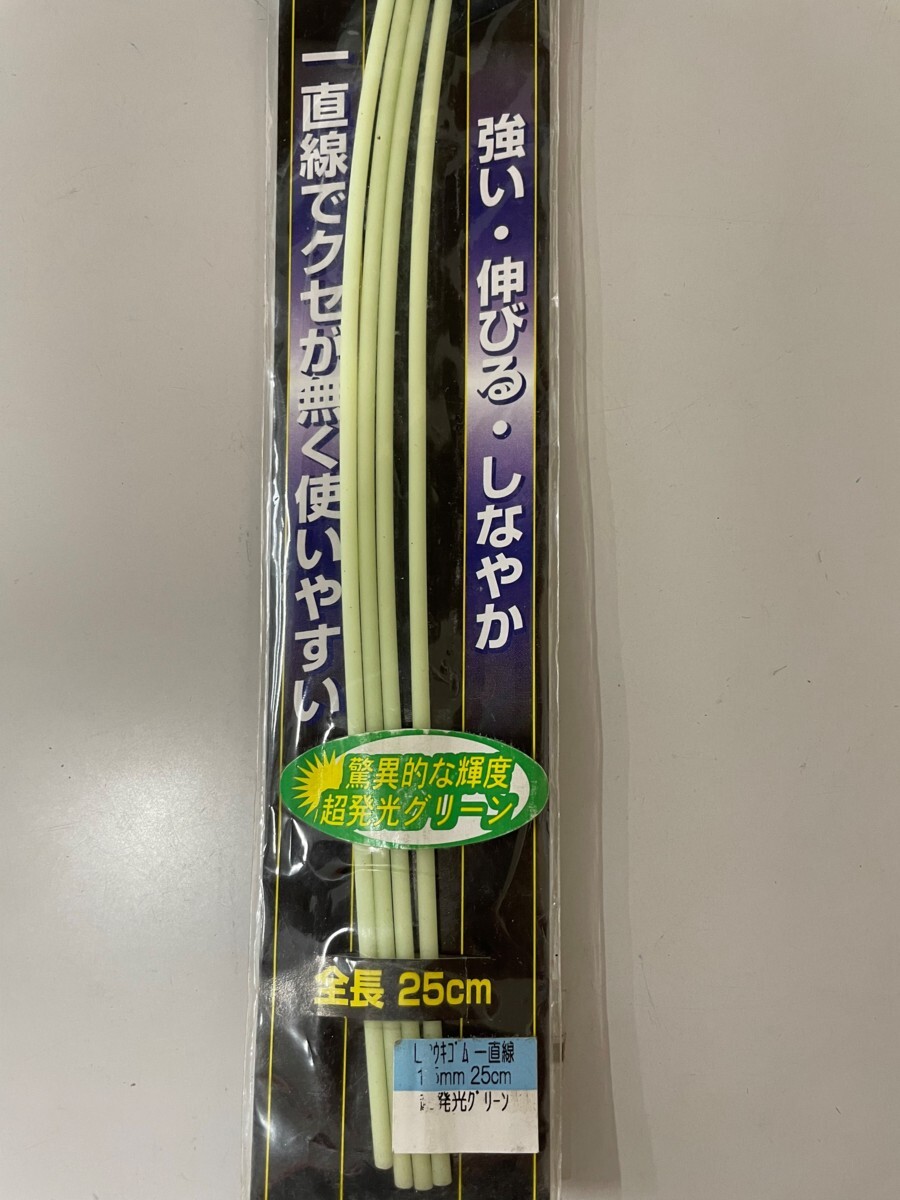 強い・伸びる・しなやか
一直線でクセが無く使いやすい
驚異的な輝度
超発光グリーン
全長 25cm
ｳｷｺﾞﾑ 一直線
mm 25cm
発光ｸﾞﾘｰﾝ